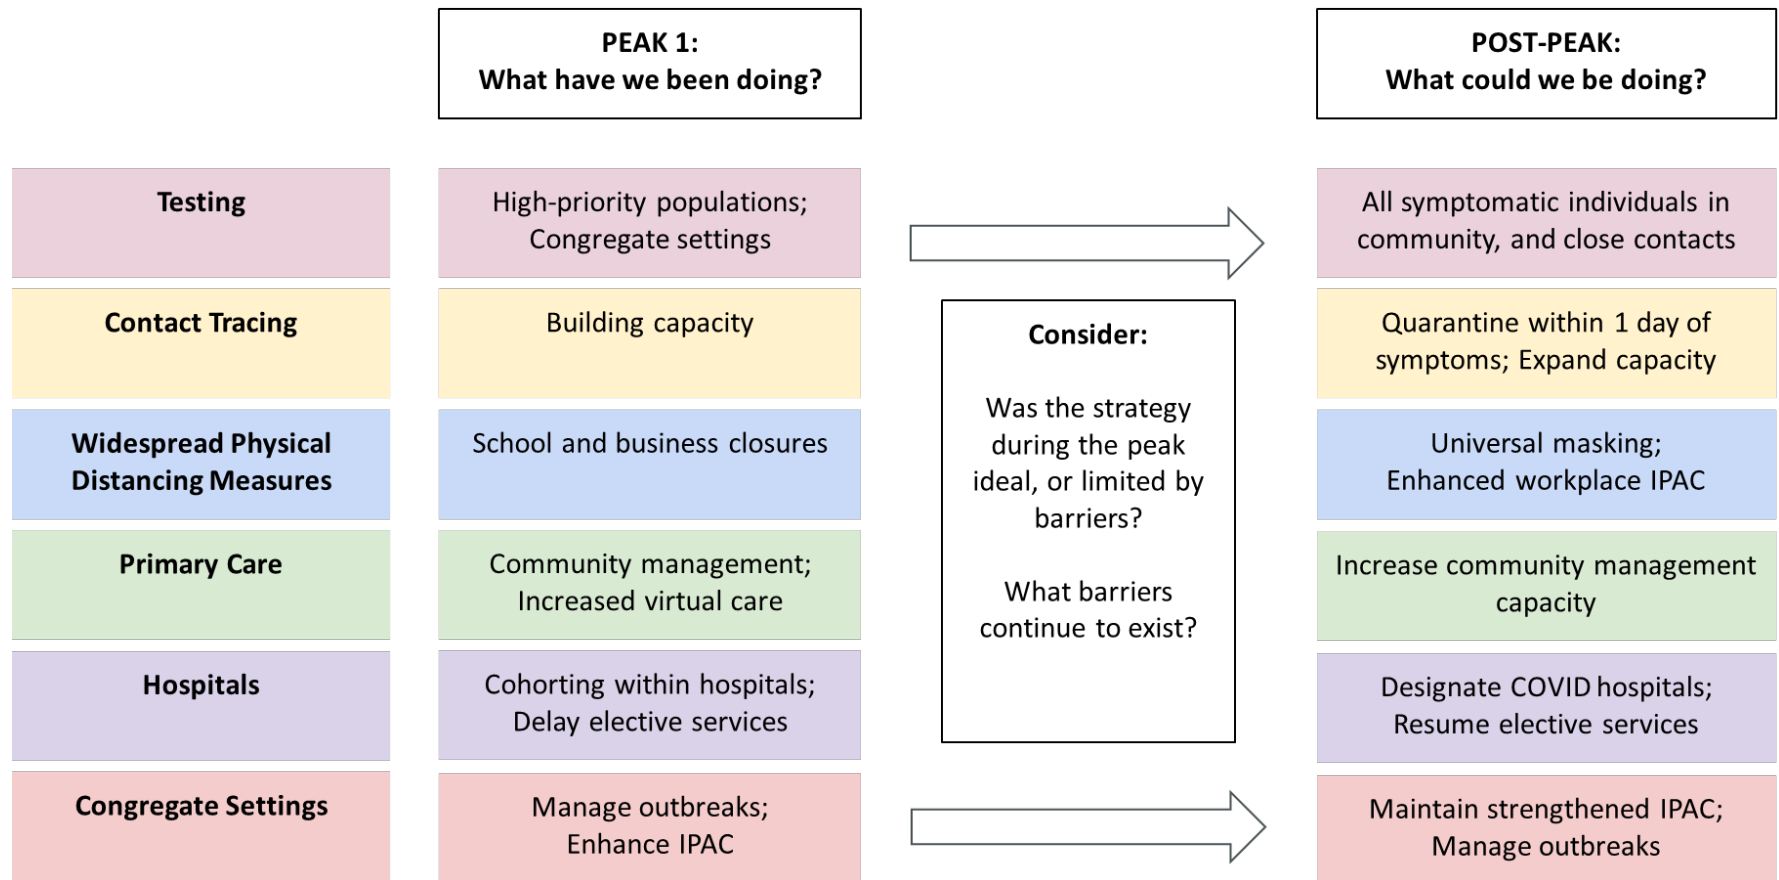 PEAK 1:
What have we been doing?
POST-PEAK:
What could we be doing?
Testing
High-priority populations;
Congregate settings
All symptomatic individuals in
community, and close contacts
Contact Tracing
Building capacity
Quarantine within 1 day of
symptoms; Expand capacity
Widespread Physical
Distancing Measures
School and business closures
Universal masking;
Enhanced workplace IPAC
Primary Care
Community management;
Increased virtual care
Increase community management
capacity
Hospitals
Cohorting within hospitals;
Delay elective services
Designate COVID hospitals;
Resume elective services
Congregate Settings
Manage outbreaks;
Enhance IPAC
Maintain strengthened IPAC;
Manage outbreaks
Consider:
Was the strategy
during the peak
ideal, or limited by
barriers?
What barriers
continue to exist?